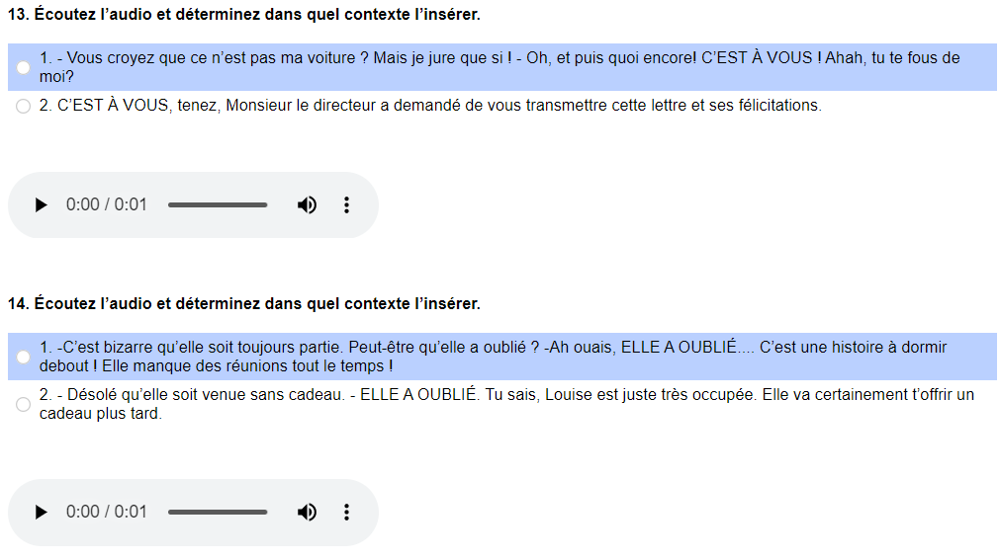 13. Écoutez l’audio et déterminez dans quel contexte l’insérer.
1. - Vous croyez que ce n’est pas ma voiture ? Mais je jure que si ! - Oh, et puis quoi encore! C’EST À VOUS ! Ahah, tu te fous de
moi?
2. C’EST À VOUS, tenez, Monsieur le directeur a demandé de vous transmettre cette lettre et ses félicitations.
0:00 / 0:01
14. Écoutez l’audio et déterminez dans quel contexte l’insérer.
1. -C’est bizarre qu’elle soit toujours partie. Peut-être qu’elle a oublié ? -Ah ouais, ELLE A OUBLIÉ.... C’est une histoire à dormir
debout ! Elle manque des réunions tout le temps !
2. - Désolé qu’elle soit venue sans cadeau. - ELLE A OUBLIÉ. Tu sais, Louise est juste très occupée. Elle va certainement t’offrir un
cadeau plus tard.
0:00 / 0:01